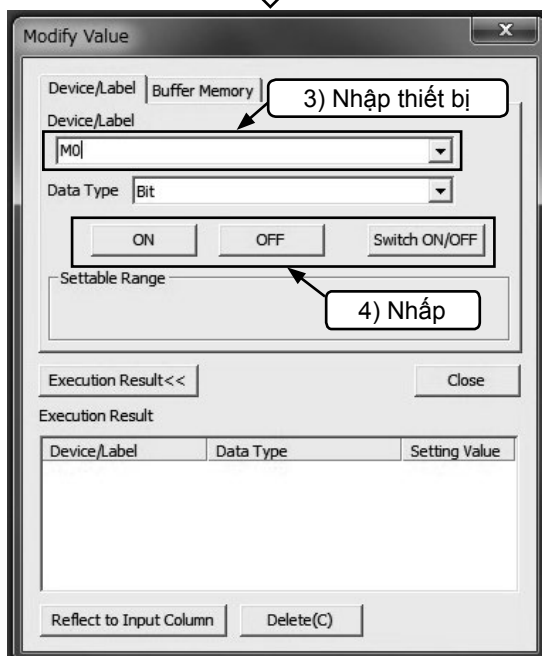 Modify Value
x
Device/Label Buffer Memory
3) Nhập thiết bị
Device/Label
M0
Data Type Bit
ON OFF Switch ON/OFF
Settable Range
4) Nhấp
Execution Result<< Close
Execution Result
Device/Label Data Type Setting Value
Reflect to Input Column Delete(C)